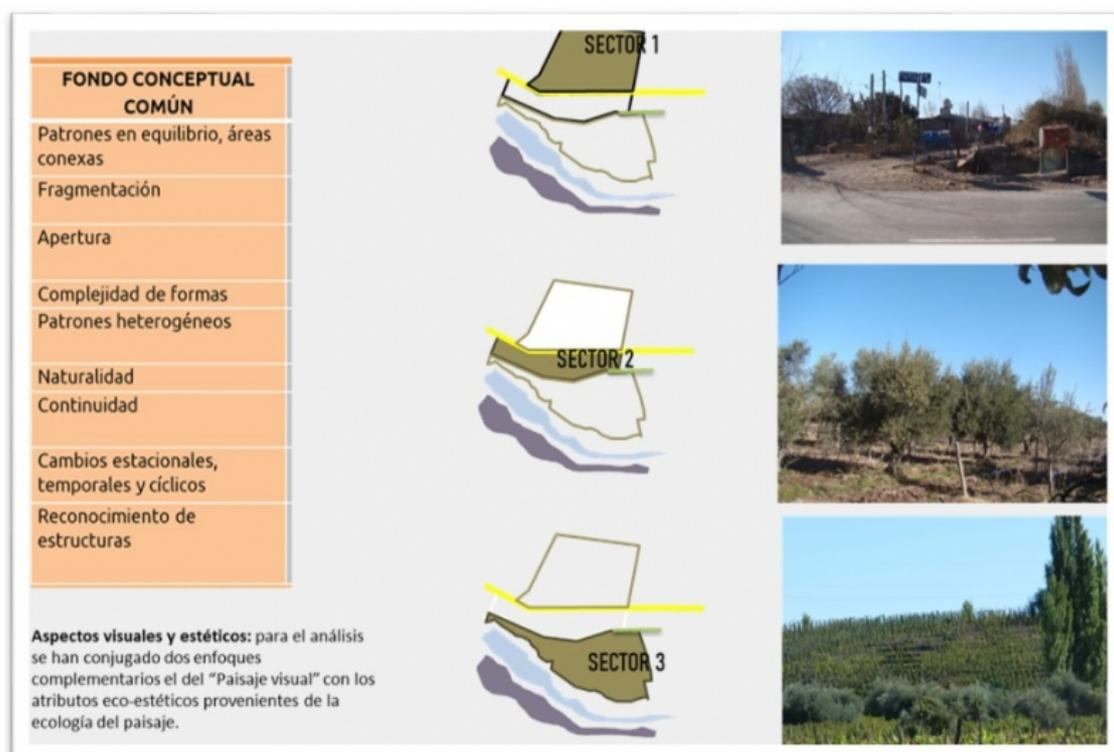 FONDO CONCEPTUAL
COMÚN
Patrones en equilibrio, áreas
conexas
Fragmentación
Apertura
Complejidad de formas
Patrones heterogéneos
Naturalidad
Continuidad
Cambios estacionales,
temporales y cíclicos
Reconocimiento de
estructuras
Aspectos visuales y estéticos: para el análisis
se han conjugado dos enfoques
complementarios el del “Paisaje visual” con los
atributos eco-estéticos provenientes de la
ecología del paisaje.
SECTOR 1
SECTOR 2
SECTOR 3